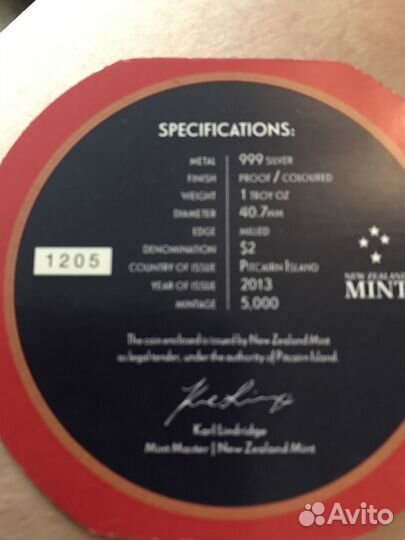 SPECIFICATIONS:
METAL 999 SILVER
FINISH PROOF / COLOURED
WEIGHT 1 TROY OZ
DIAMETER 40.7MM
EDGE MILLED
DENOMINATION $2
1205
COUNTRY OF ISSUE PITCAIRN ISLAND
YEAR OF ISSUE 2013
MINTAGE 5,000
NEW ZEALAND
MINT
The coin enclosed is issued by New Zealand Mint
as legal tender, under the authority of Pitcairn Island.
Karl Lindridge
Mint Master | New Zealand Mint
Avito